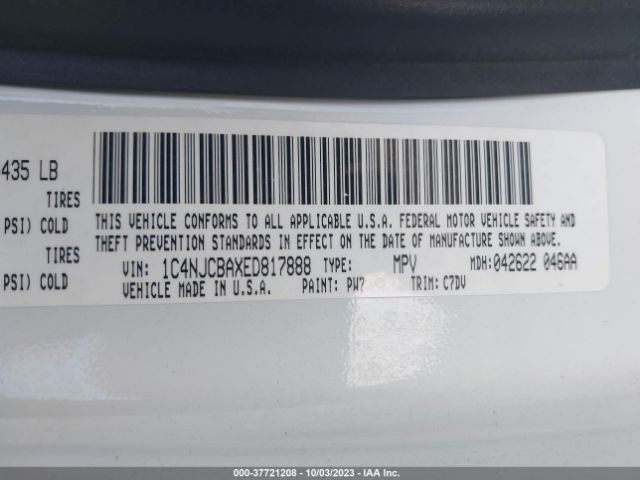 435 LB
TIRES
PSI) COLD
TIRES
PSI) COLD
THIS VEHICLE CONFORMS TO ALL APPLICABLE U.S.A. FEDERAL MOTOR VEHICLE SAFETY AND
THEFT PREVENTION STANDARDS IN EFFECT ON THE DATE OF MANUFACTURE SHOWN ABOVE.
VIN: 1C4NJCBAXED817888 TYPE: MPV MDH:042622 046AA
VEHICLE MADE IN U.S.A. PAINT: PW7 TRIM: C7DV
000-37721208 - 10/03/2023 - IAAI.COM